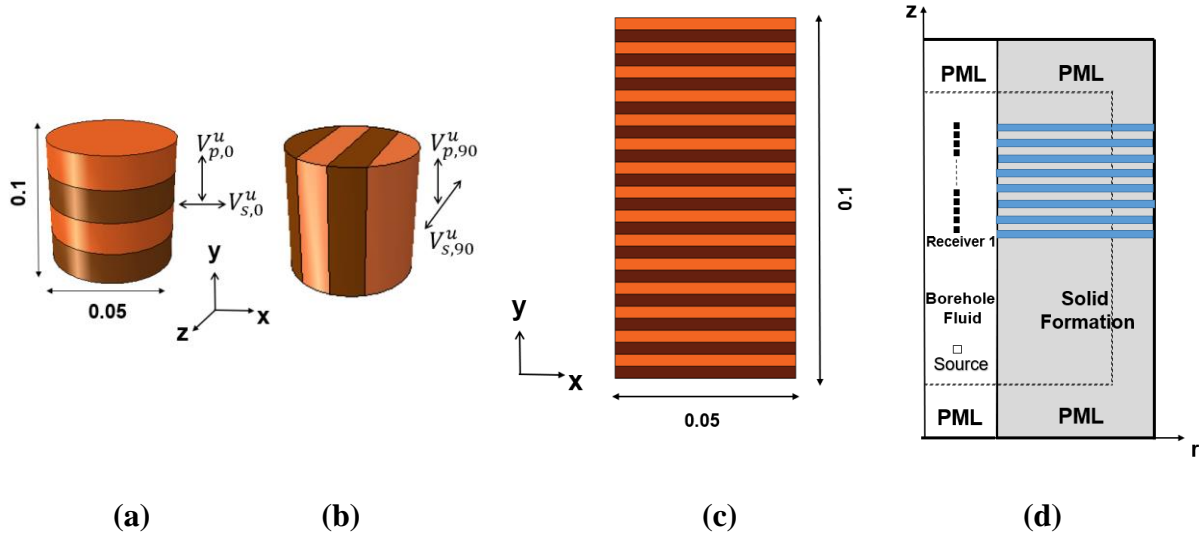 0.1
V^u_{p,0}
V^u_{s,0}
0.05
y
x
z
V^u_{p,90}
V^u_{s,90}
y
x
0.1
0.05
z
PML
PML
Receiver 1
Borehole
Fluid
Solid
Formation
Source
PML
PML
r
(a)
(b)
(c)
(d)